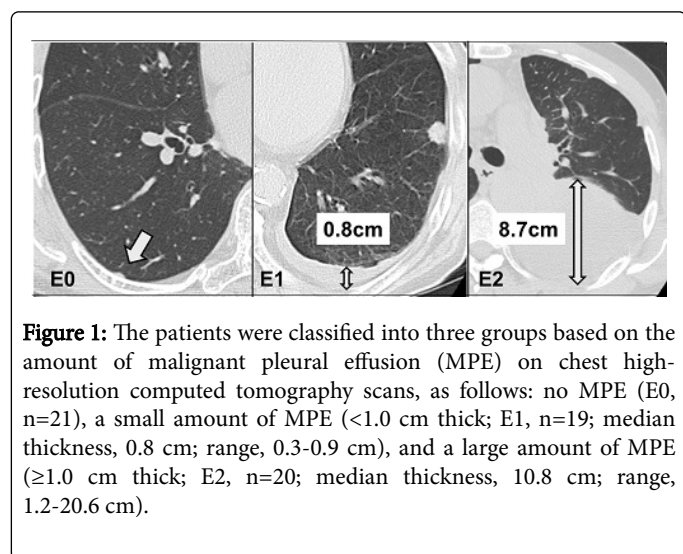 0.8cm
8.7cm
E0
E1
E2
Figure 1: The patients were classified into three groups based on the
amount of malignant pleural effusion (MPE) on chest high-
resolution computed tomography scans, as follows: no MPE (E0,
n=21), a small amount of MPE (<1.0 cm thick; E1, n=19; median
thickness, 0.8 cm; range, 0.3-0.9 cm), and a large amount of MPE
(≥1.0 cm thick; E2, n=20; median thickness, 10.8 cm; range,
1.2-20.6 cm).